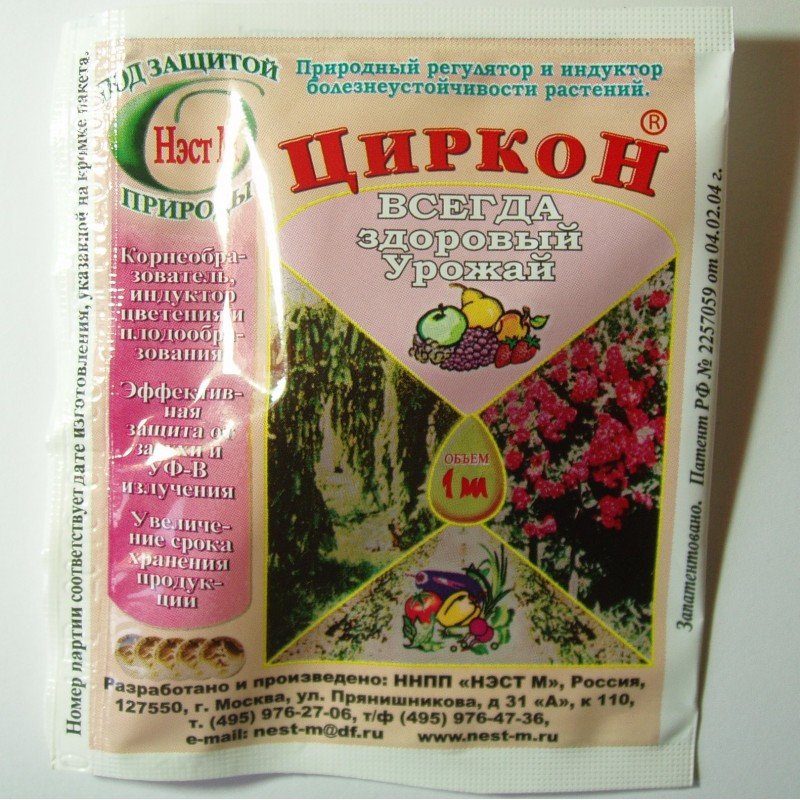 ПОД ЗАЩИТОЙ
Нэст М
ПРИРОДЫ
Природный регулятор и индуктор
болезнеустойчивости растений.
ЦИРКОН®
ВСЕГДА
здоровый
Урожай
Корнеобра-
зователь,
индуктор
цветения и
плодообра-
зования
Эффектив-
ная
защита от
засухи и
УФ-В
излучения
Увеличе-
ние срока
хранения
продук-
ции
ОБЪЕМ
1 мл
Номер партии соответствует дате изготовления, указанной на кромке пакета.
Запатентовано. Патент РФ № 2257059 от 04.02.04 г.
Разработано и произведено: ННПП «НЭСТ М», Россия,
127550, г. Москва, ул. Прянишникова, д 31 «А», к 110,
т. (495) 976-27-06, т/ф (495) 976-47-36,
e-mail: nest-m@df.ru www.nest-m.ru